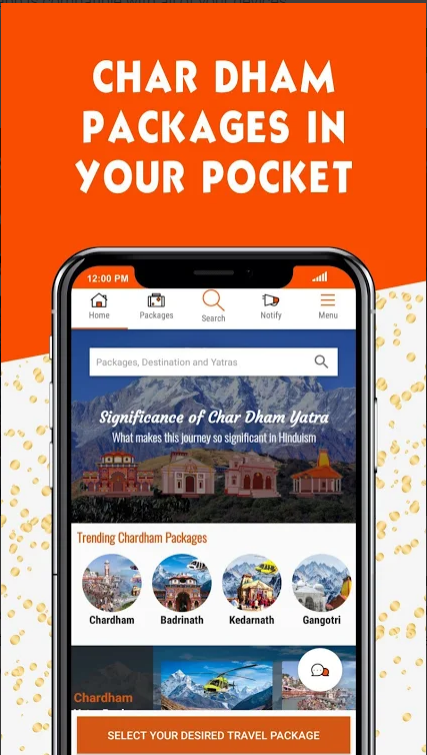 CHAR DHAM
PACKAGES IN
YOUR POCKET
12:00 PM
Home
Packages
Search
Notify
Menu
Packages, Destination and Yatras
Significance of Char Dham Yatra
What makes this journey so significant in Hinduism
Trending Chardham Packages
Chardham
Badrinath
Kedarnath
Gangotri
Chardham
SELECT YOUR DESIRED TRAVEL PACKAGE